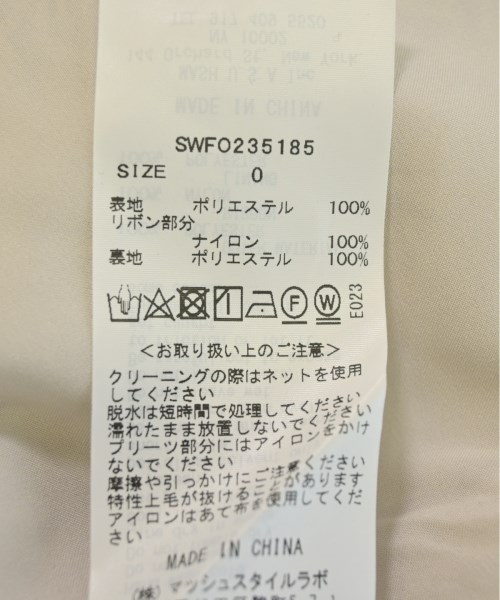 SWFO235185
SIZE 0
表地 ポリエステル 100%
リボン部分
ナイロン 100%
裏地 ポリエステル 100%
F W E023
＜お取り扱い上のご注意＞
クリーニングの際はネットを使用
してください
脱水は短時間で処理してください
濡れたまま放置しないでください
プリーツ部分にはアイロンをかけ
ないでください
摩擦や引っかけにご注意ください
特性上毛が抜けることがあります
アイロンはあて布を使用してくだ
さい
MADE IN CHINA
(株) マッシュスタイルラボ